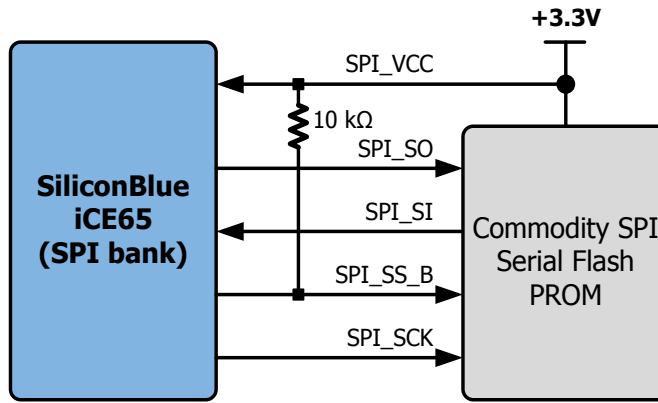 +3.3V
SPI_VCC
10 kΩ
SPI_SO
SiliconBlue
iCE65
(SPI bank)
SPI_SI
Commodity SPI
Serial Flash
PROM
SPI_SS_B
SPI_SCK